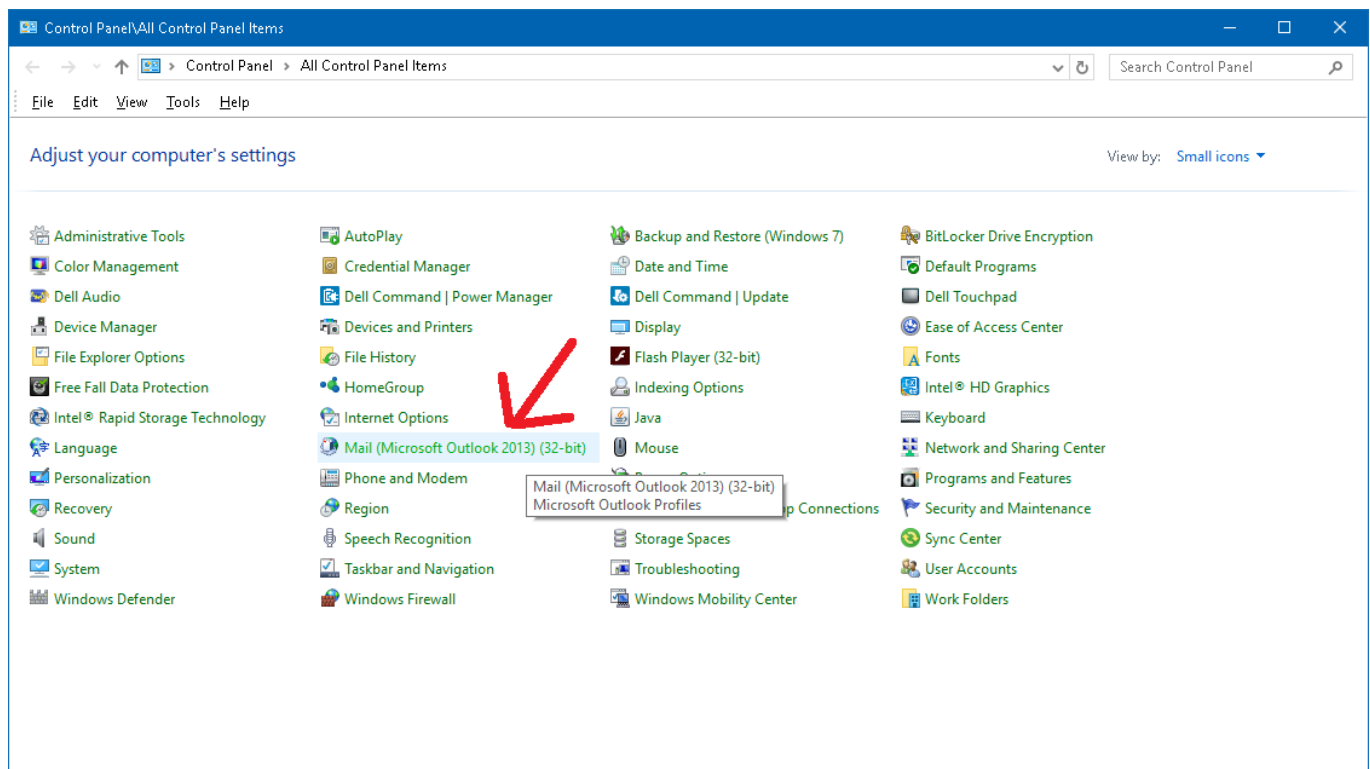 Control Panel\All Control Panel Items
Control Panel > All Control Panel Items
Search Control Panel
File Edit View Tools Help
Adjust your computer's settings
View by: Small icons
Administrative Tools AutoPlay Backup and Restore (Windows 7) BitLocker Drive Encryption
Color Management Credential Manager Date and Time Default Programs
Dell Audio Dell Command | Power Manager Dell Command | Update Dell Touchpad
Device Manager Devices and Printers Display Ease of Access Center
File Explorer Options File History Flash Player (32-bit) Fonts
Free Fall Data Protection HomeGroup Indexing Options Intel® HD Graphics
Intel® Rapid Storage Technology Internet Options Java Keyboard
Language Mail (Microsoft Outlook 2013) (32-bit) Mouse Network and Sharing Center
Personalization Phone and Modem Programs and Features
Mail (Microsoft Outlook 2013) (32-bit)
Microsoft Outlook Profiles
Recovery Region Connections Security and Maintenance
Sound Speech Recognition Storage Spaces Sync Center
System Taskbar and Navigation Troubleshooting User Accounts
Windows Defender Windows Firewall Windows Mobility Center Work Folders